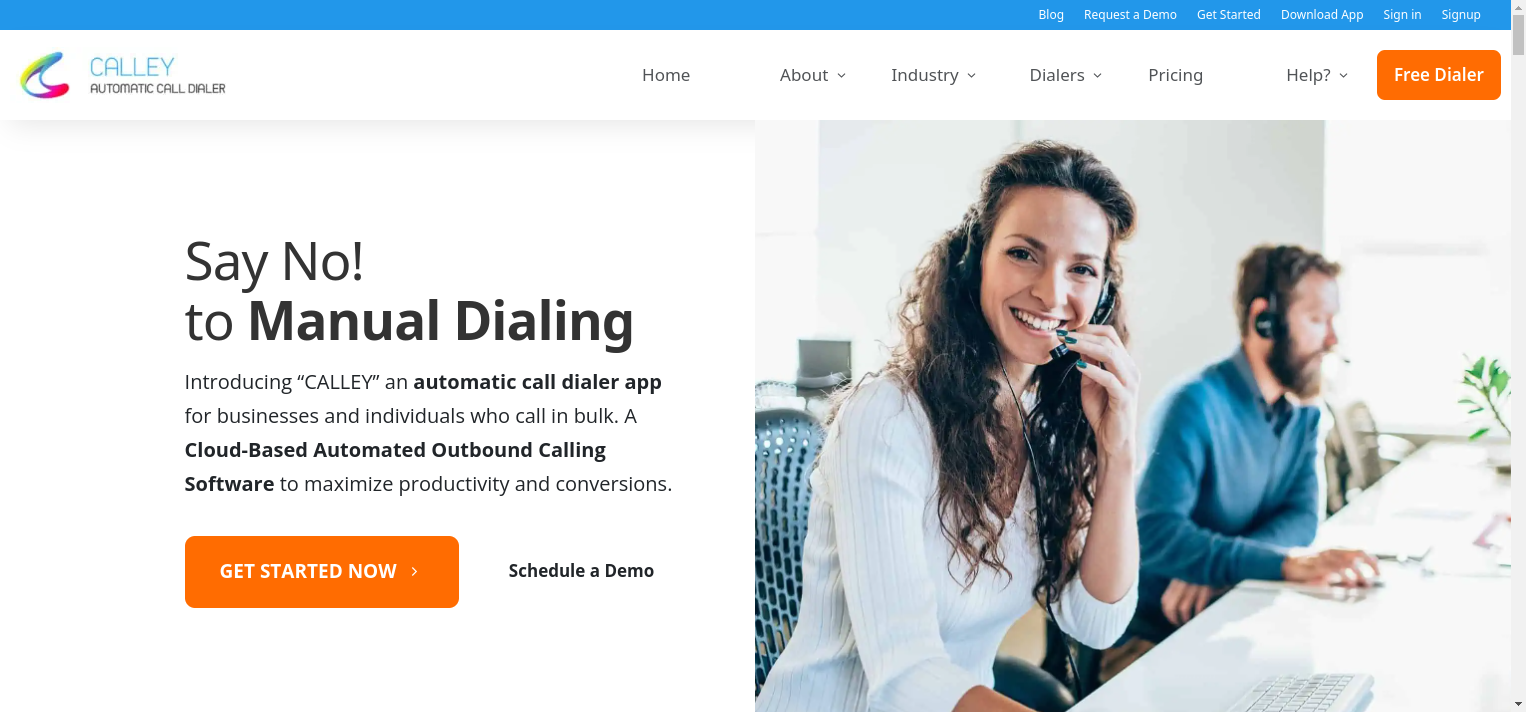 Blog Request a Demo Get Started Download App Sign in Signup
CALLEY
AUTOMATIC CALL DIALER
Home About Industry Dialers Pricing Help? Free Dialer
Say No!
to Manual Dialing
Introducing “CALLEY” an automatic call dialer app
for businesses and individuals who call in bulk. A
Cloud-Based Automated Outbound Calling
Software to maximize productivity and conversions.
GET STARTED NOW
Schedule a Demo